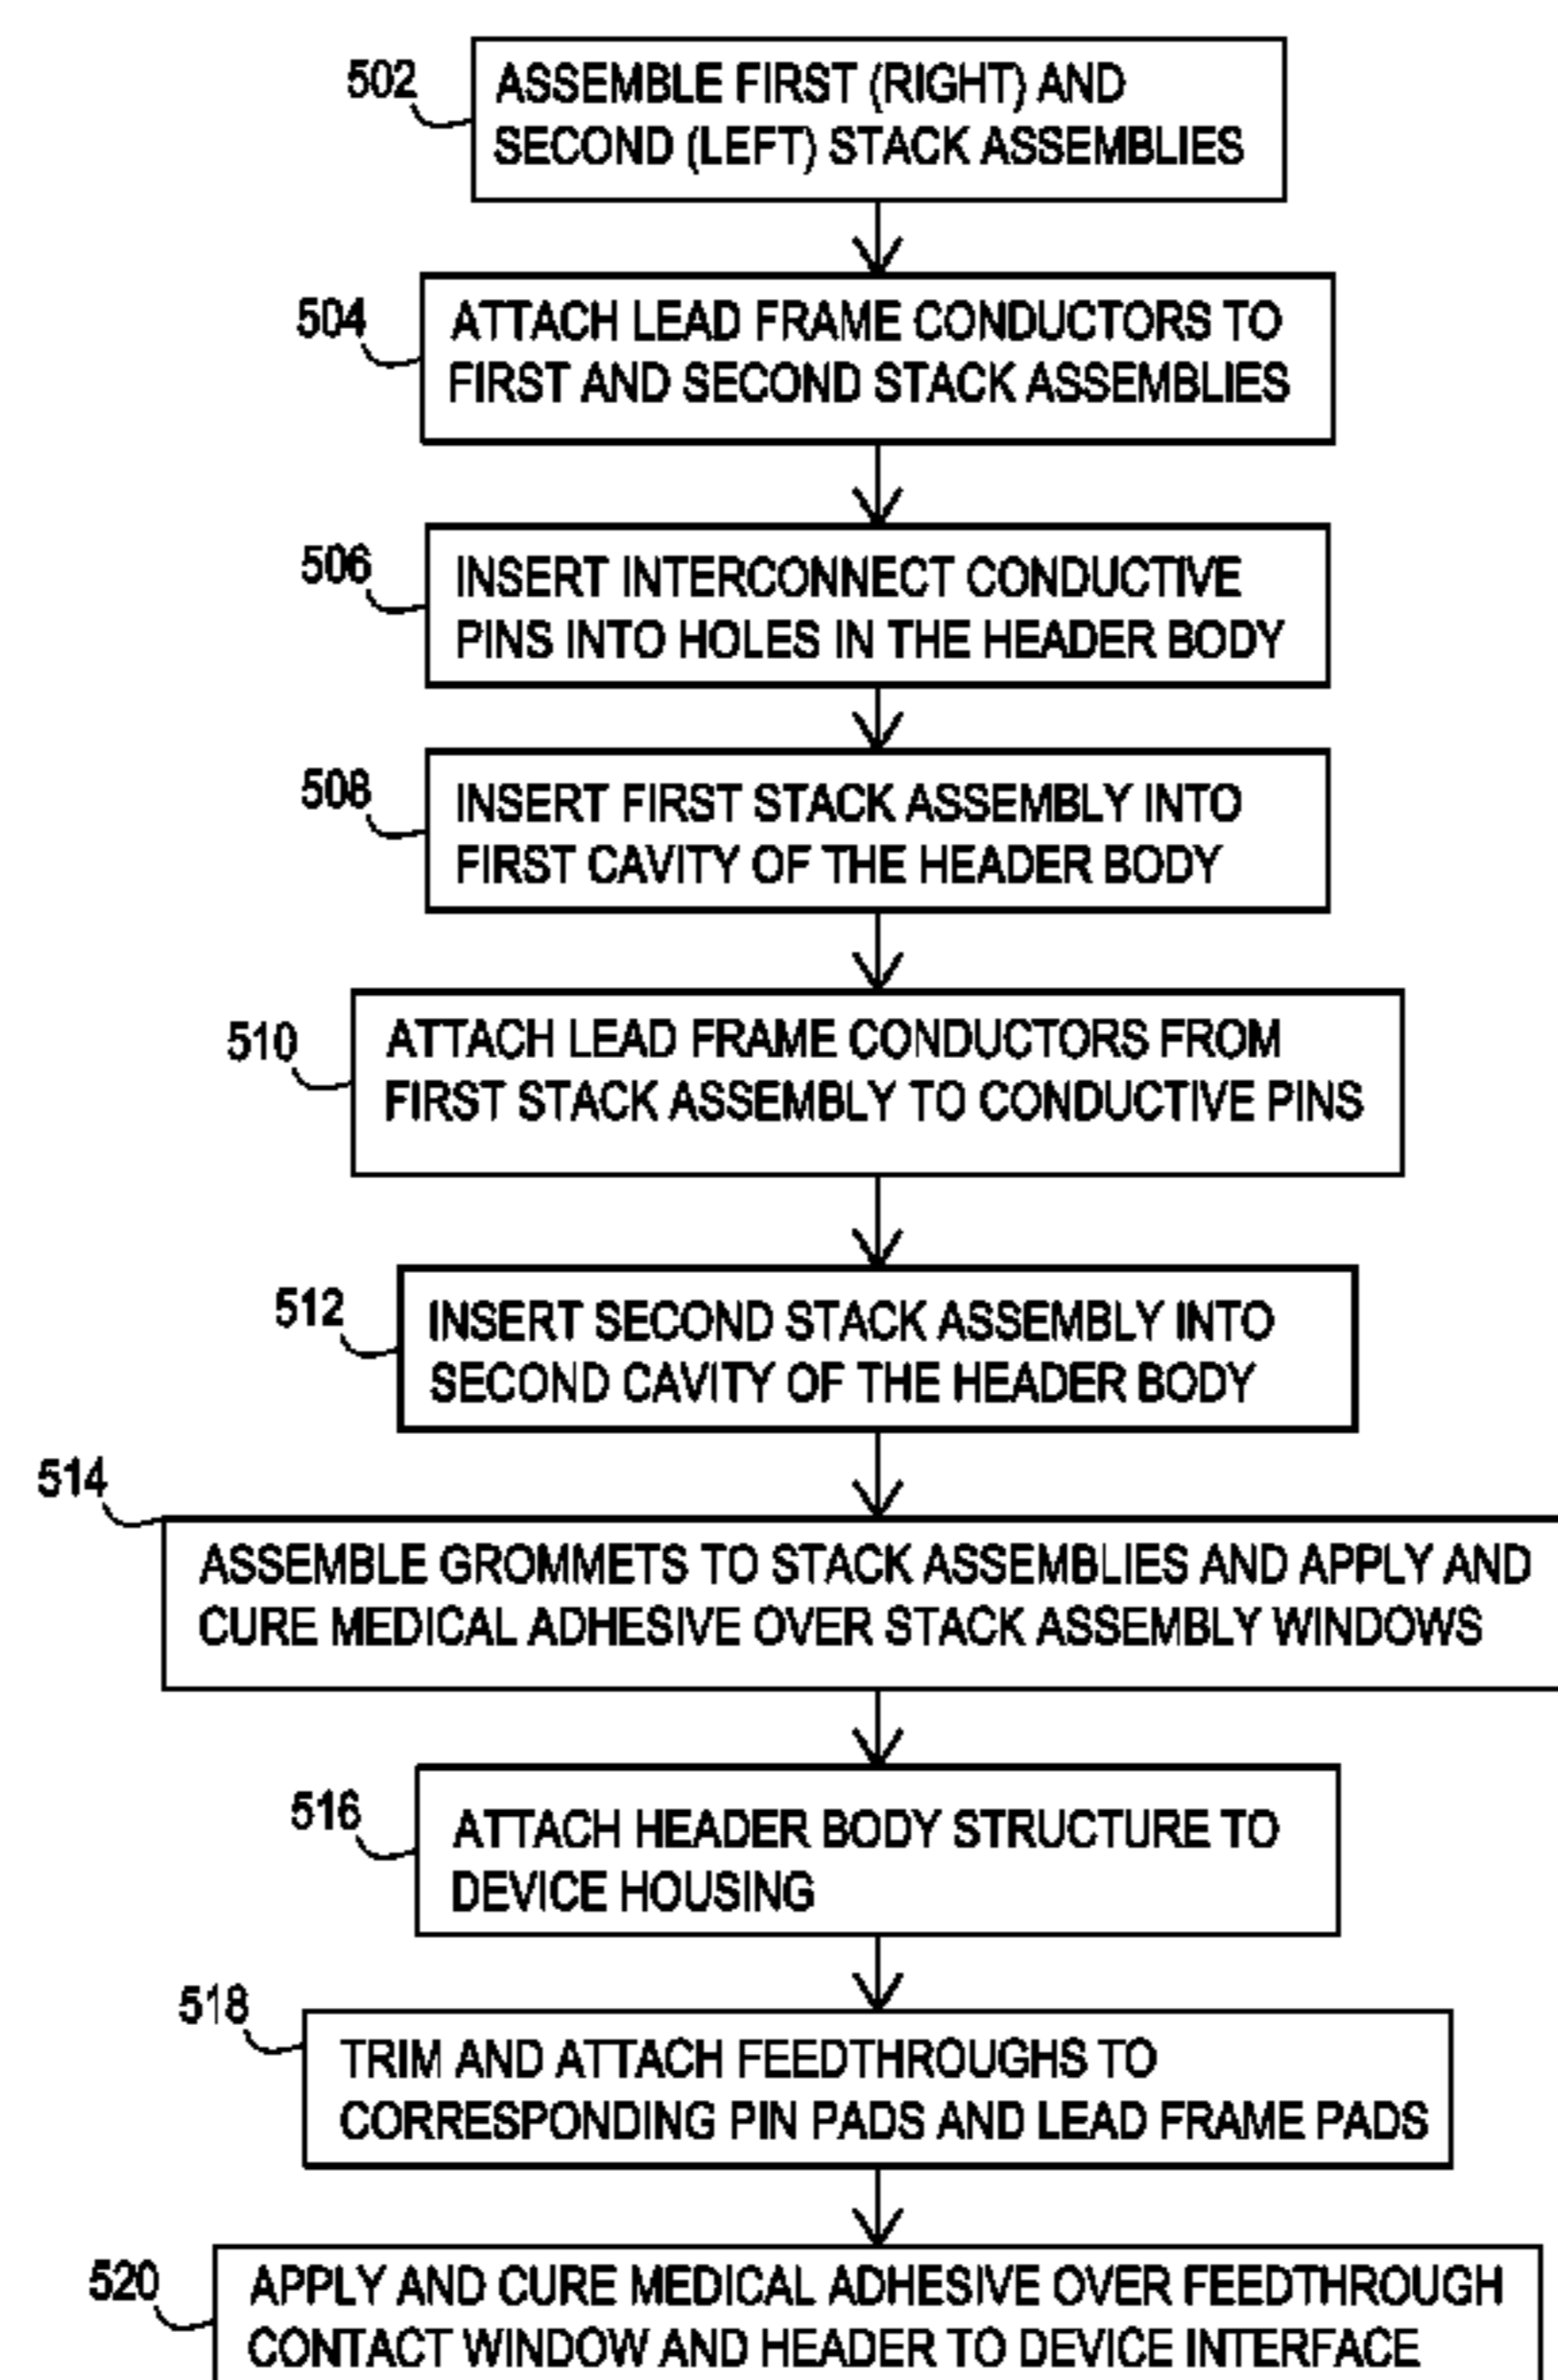 502
ASSEMBLE FIRST (RIGHT) AND
SECOND (LEFT) STACK ASSEMBLIES
504
ATTACH LEAD FRAME CONDUCTORS TO
FIRST AND SECOND STACK ASSEMBLIES
506
INSERT INTERCONNECT CONDUCTIVE
PINS INTO HOLES IN THE HEADER BODY
508
INSERT FIRST STACK ASSEMBLY INTO
FIRST CAVITY OF THE HEADER BODY
510
ATTACH LEAD FRAME CONDUCTORS FROM
FIRST STACK ASSEMBLY TO CONDUCTIVE PINS
512
INSERT SECOND STACK ASSEMBLY INTO
SECOND CAVITY OF THE HEADER BODY
514
ASSEMBLE GROMMETS TO STACK ASSEMBLIES AND APPLY AND
CURE MEDICAL ADHESIVE OVER STACK ASSEMBLY WINDOWS
516
ATTACH HEADER BODY STRUCTURE TO
DEVICE HOUSING
518
TRIM AND ATTACH FEEDTHROUGHS TO
CORRESPONDING PIN PADS AND LEAD FRAME PADS
520
APPLY AND CURE MEDICAL ADHESIVE OVER FEEDTHROUGH
CONTACT WINDOW AND HEADER TO DEVICE INTERFACE